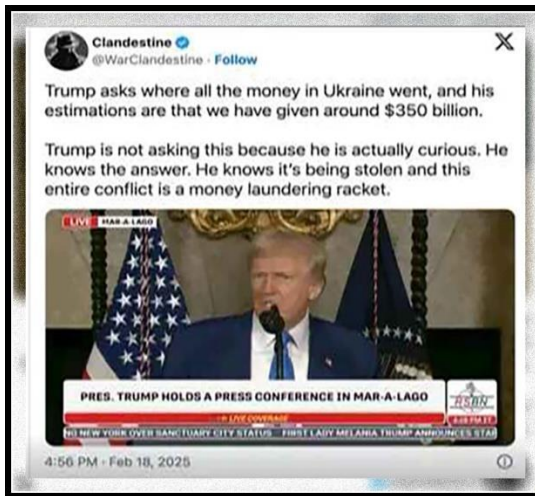 Clandestine
@WarClandestine · Follow
Trump asks where all the money in Ukraine went, and his
estimations are that we have given around $350 billion.
Trump is not asking this because he is actually curious. He
knows the answer. He knows it's being stolen and this
entire conflict is a money laundering racket.
LIVE MAR-A-LAGO
PRES. TRUMP HOLDS A PRESS CONFERENCE IN MAR-A-LAGO
RSBN
LIVE COVERAGE
NG NEW YORK OVER SANCTUARY CITY STATUS FIRST LADY MELANIA TRUMP ANNOUNCES STAF
4:56 PM · Feb 18, 2025